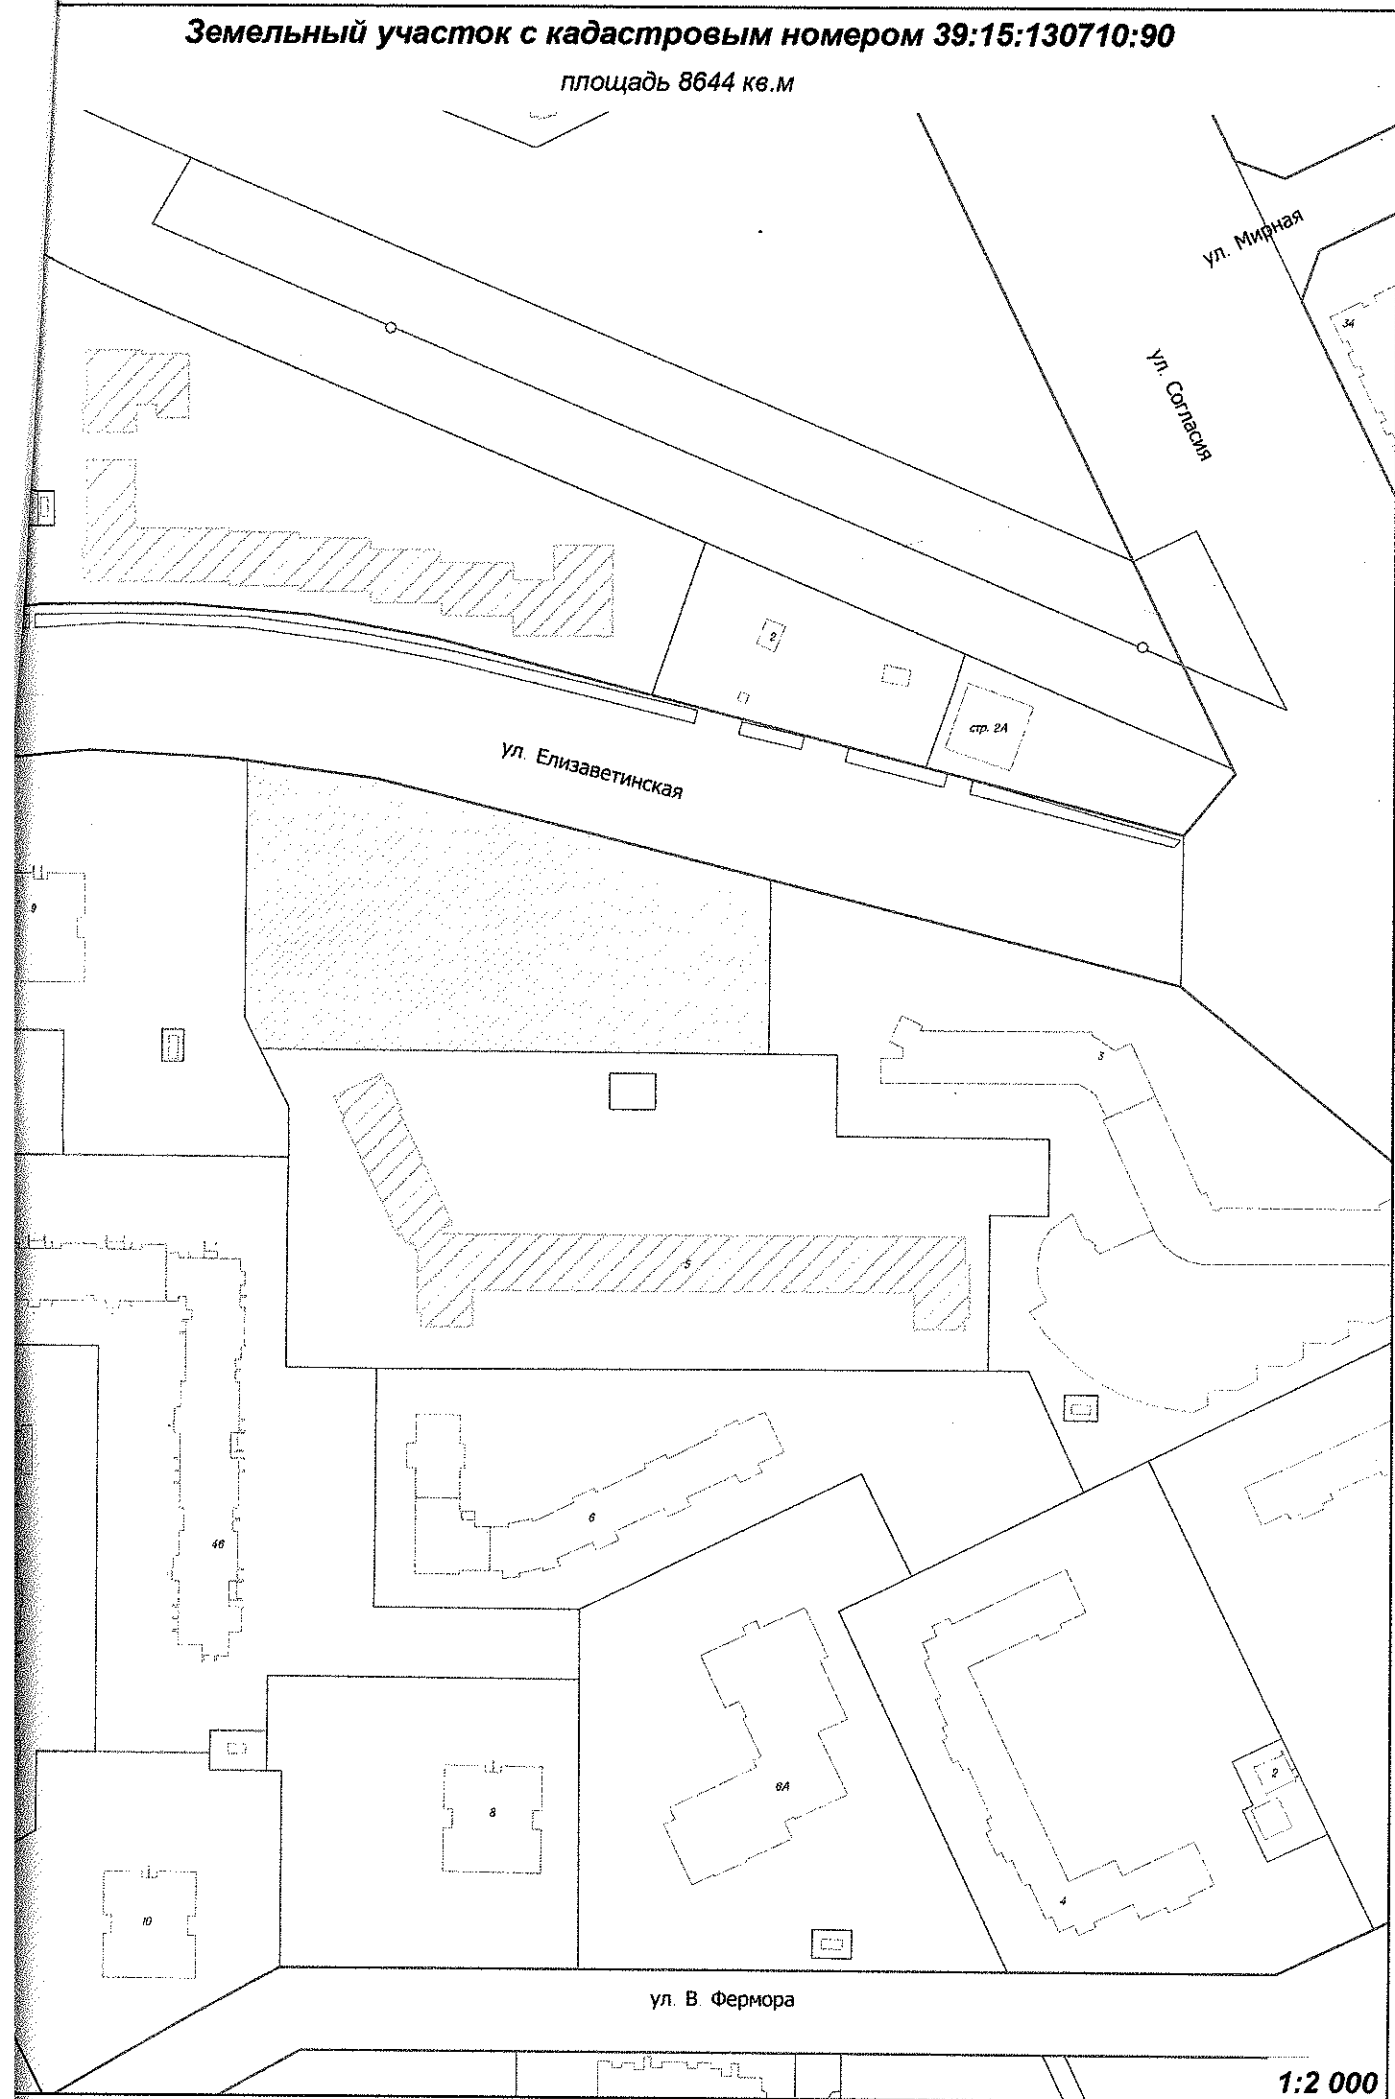 Земельный участок с кадастровым номером 39:15:130710:90
площадь 8644 кв.м
ул. Мирная
34
ул. Согласия
2
стр. 2А
ул. Елизаветинская
9
3
5
6
46
6А
8
2
4
10
ул. В. Фермора
1:2 000